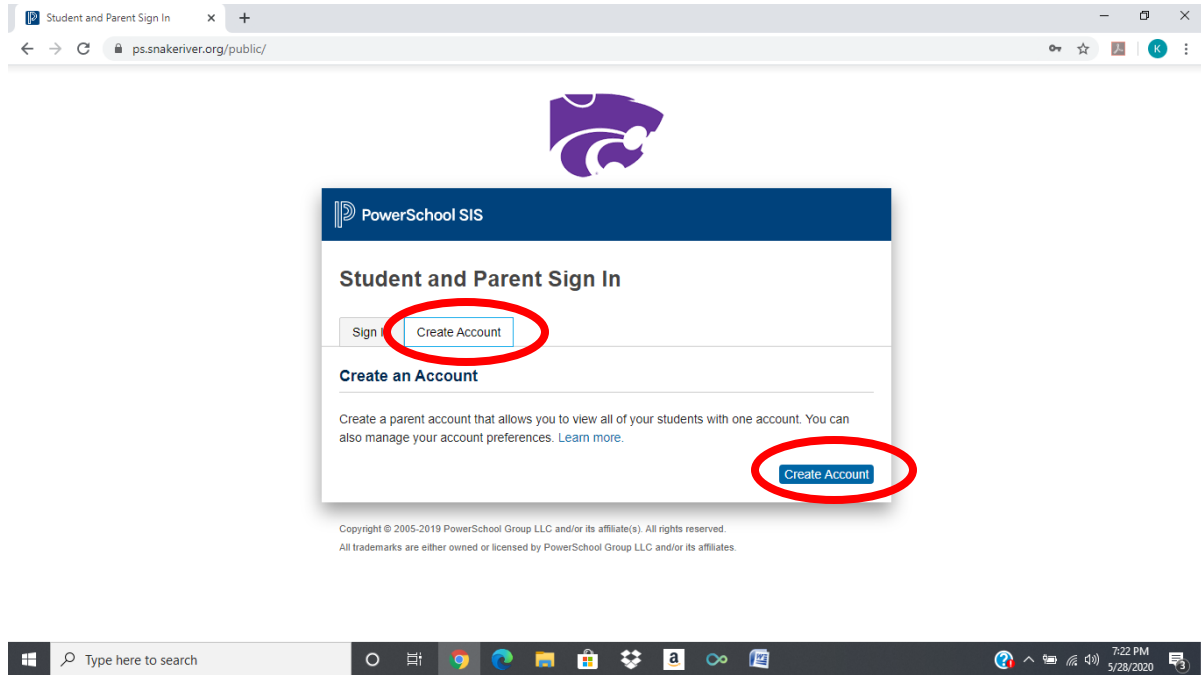 Student and Parent Sign In
ps.snakeriver.org/public/
K
PowerSchool SIS
Student and Parent Sign In
Sign I
Create Account
Create an Account
Create a parent account that allows you to view all of your students with one account. You can
also manage your account preferences. Learn more.
Create Account
Copyright © 2005-2019 PowerSchool Group LLC and/or its affiliate(s). All rights reserved.
All trademarks are either owned or licensed by PowerSchool Group LLC and/or its affiliates.
Type here to search
a
7:22 PM
5/28/2020
3